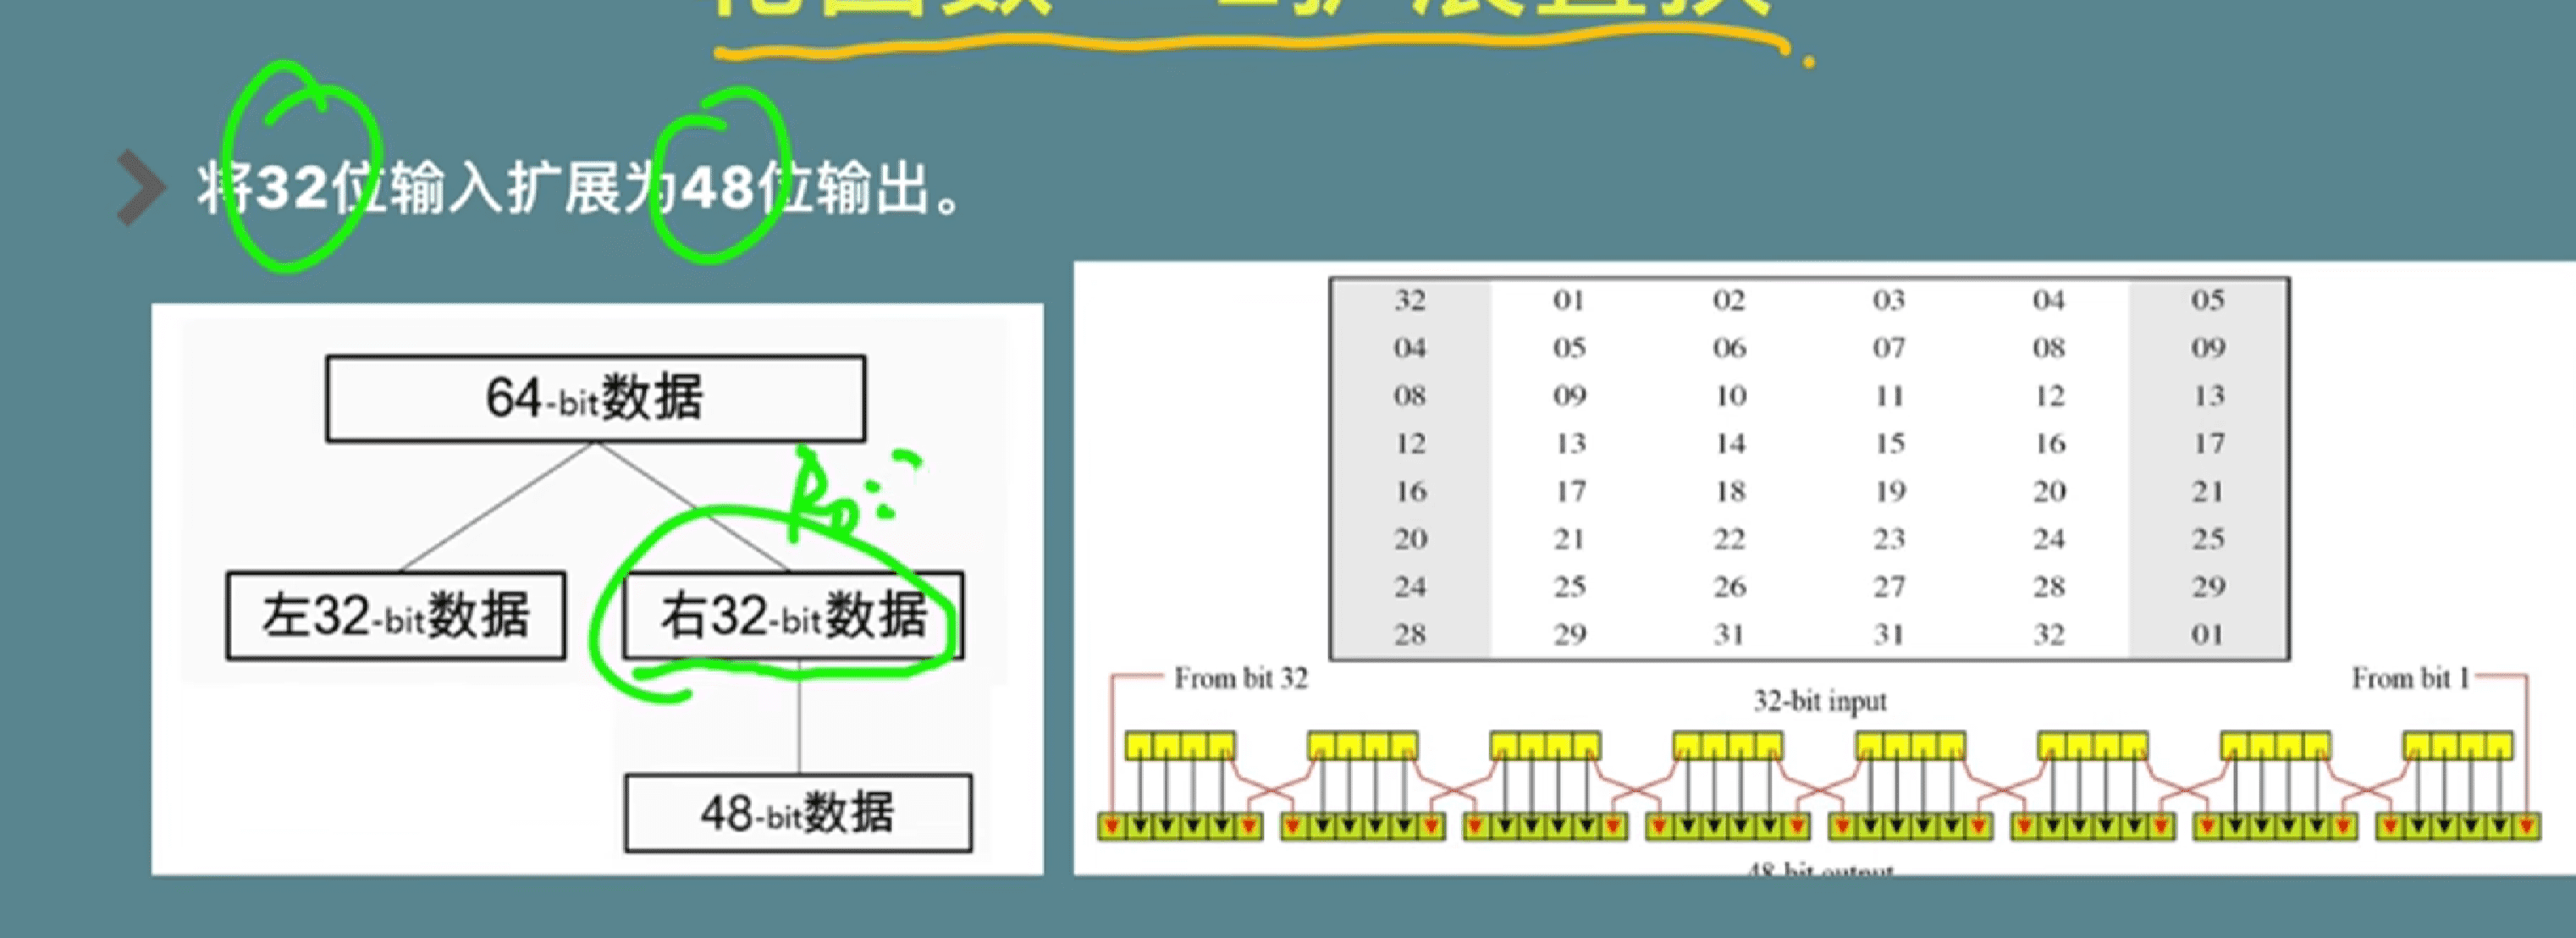 将32位输入扩展为48位输出。
64-bit数据
R0:
左32-bit数据
右32-bit数据
48-bit数据
32 01 02 03 04 05
04 05 06 07 08 09
08 09 10 11 12 13
12 13 14 15 16 17
16 17 18 19 20 21
20 21 22 23 24 25
24 25 26 27 28 29
28 29 31 31 32 01
From bit 32
From bit 1
32-bit input
48-bit output